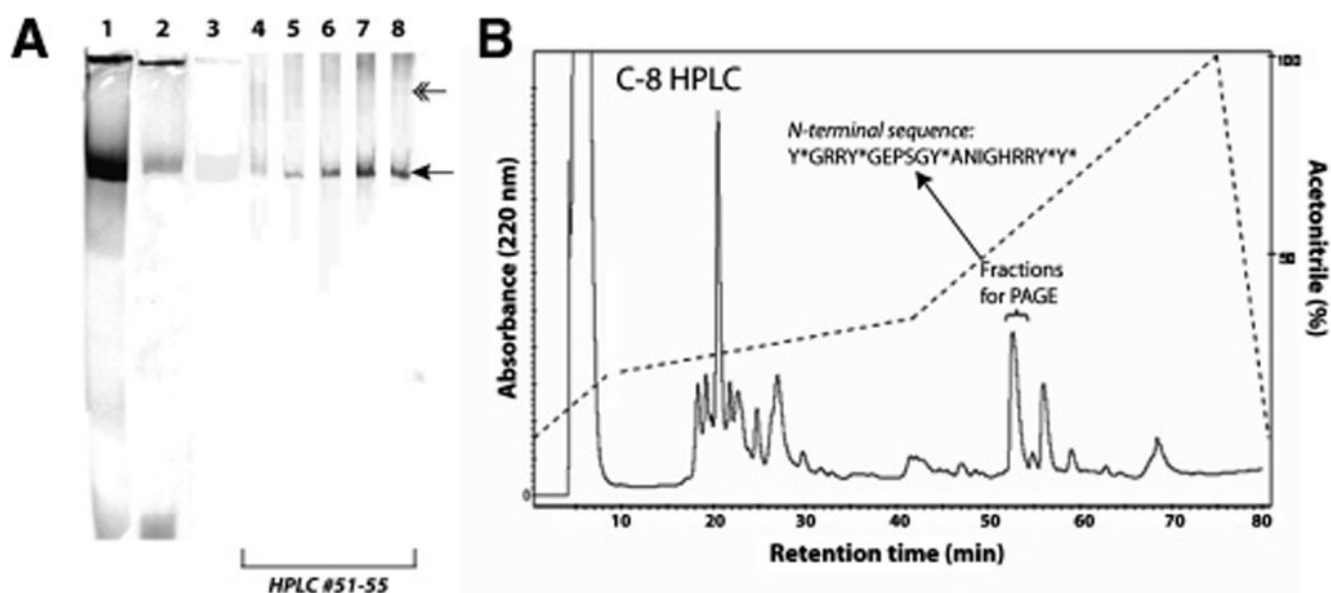 A
1 2 3 4 5 6 7 8
HPLC #51-55
B
C-8 HPLC
N-terminal sequence:
Y*GRRY*GEPSGY*ANIGHRRY*Y*
Fractions
for PAGE
Absorbance (220 nm)
0
100
50
Acetonitrile (%)
10 20 30 40 50 60 70 80
Retention time (min)